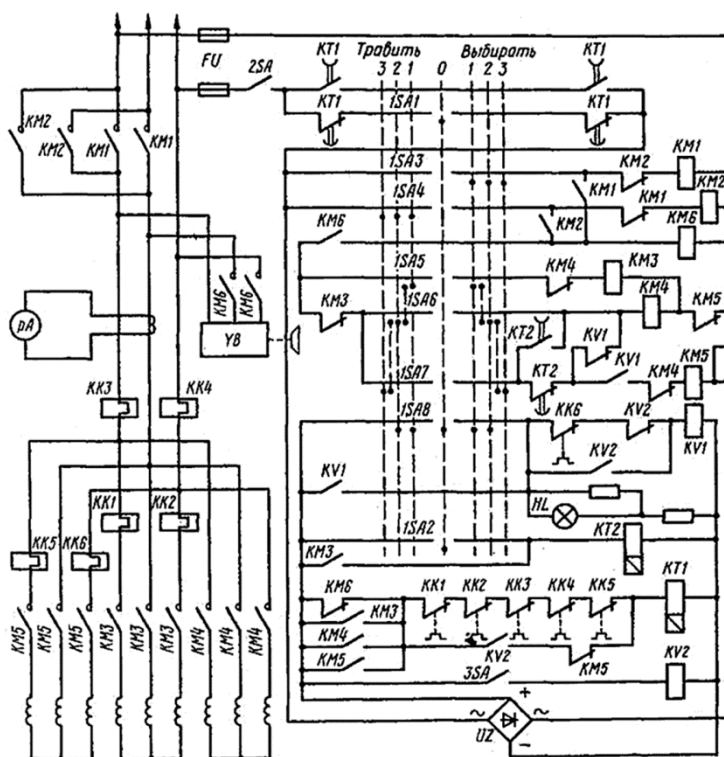 FU
2SA
KT1
Травить
3 2 1
0
Выбирать
1 2 3
KT1
KM2
KM2
KM1
KM1
1SA1
KT1
KT1
1SA3
KM2
KM1
1SA4
KM1
KM1
KM2
KM6
KM2
KM6
KM6
KM6
1SA5
KM4
KM3
pA
YB
KM3
1SA6
KT2
KM4
KM5
KV1
KK3
KK4
1SA7
KT2
KV1
KM4
KM5
1SA8
KK6
KV2
KV1
KV1
KV2
HL
KK1
KK2
1SA2
KT2
KK5
KK6
KM3
KM6
KM3
KK1
KK2
KK3
KK4
KK5
KT1
KM5
KM5
KM5
KM3
KM3
KM3
KM4
KM4
KM4
KM4
KM5
KV2
KM5
3SA
KV2
+
~
~
UZ
−